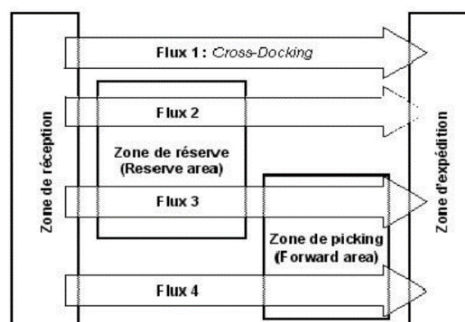 Zone de réception
Flux 1 : Cross-Docking
Flux 2
Zone de réserve
(Reserve area)
Flux 3
Zone de picking
(Forward area)
Flux 4
Zone d'expédition